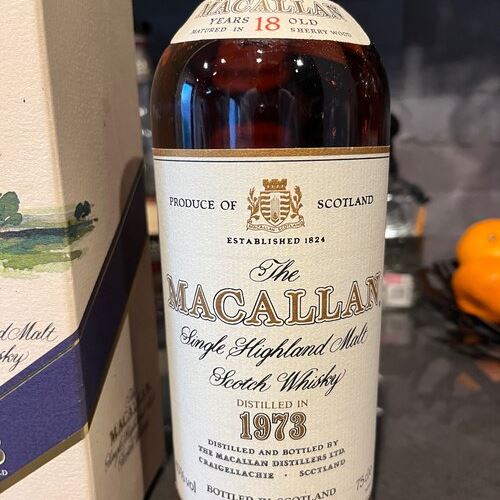 MACALLAN
YEARS 18 OLD
MATURED IN SHERRY WOOD
PRODUCE OF SCOTLAND
ESTABLISHED 1824
The
MACALLAN
Single Highland Malt
Scotch Whisky
DISTILLED IN
1973
DISTILLED AND BOTTLED BY
THE MACALLAN DISTILLERS LTD.
CRAIGELLACHIE · SCOTLAND
BOTTLED IN SCOTLAND
Malt